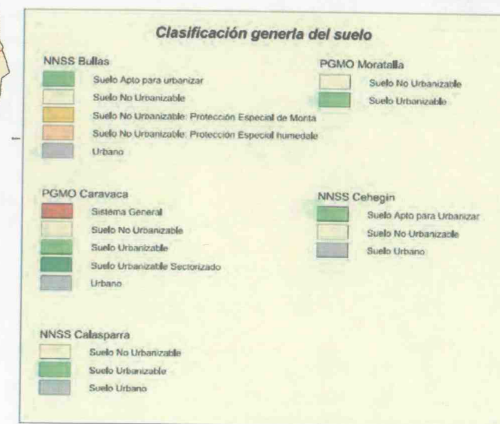 Clasificación generla del suelo
NNSS Bullas
Suelo Apto para urbanizar
Suelo No Urbanizable
Suelo No Urbanizable: Protección Especial de Monta
Suelo No Urbanizable: Protección Especial humedale
Urbano
PGMO Moratalla
Suelo No Urbanizable
Suelo Urbanizable
PGMO Caravaca
Sistema General
Suelo No Urbanizable
Suelo Urbanizable
Suelo Urbanizable Sectorizado
Urbano
NNSS Cehegin
Suelo Apto para Urbanizar
Suelo No Urbanizable
Suelo Urbano
NNSS Calasparra
Suelo No Urbanizable
Suelo Urbanizable
Suelo Urbano